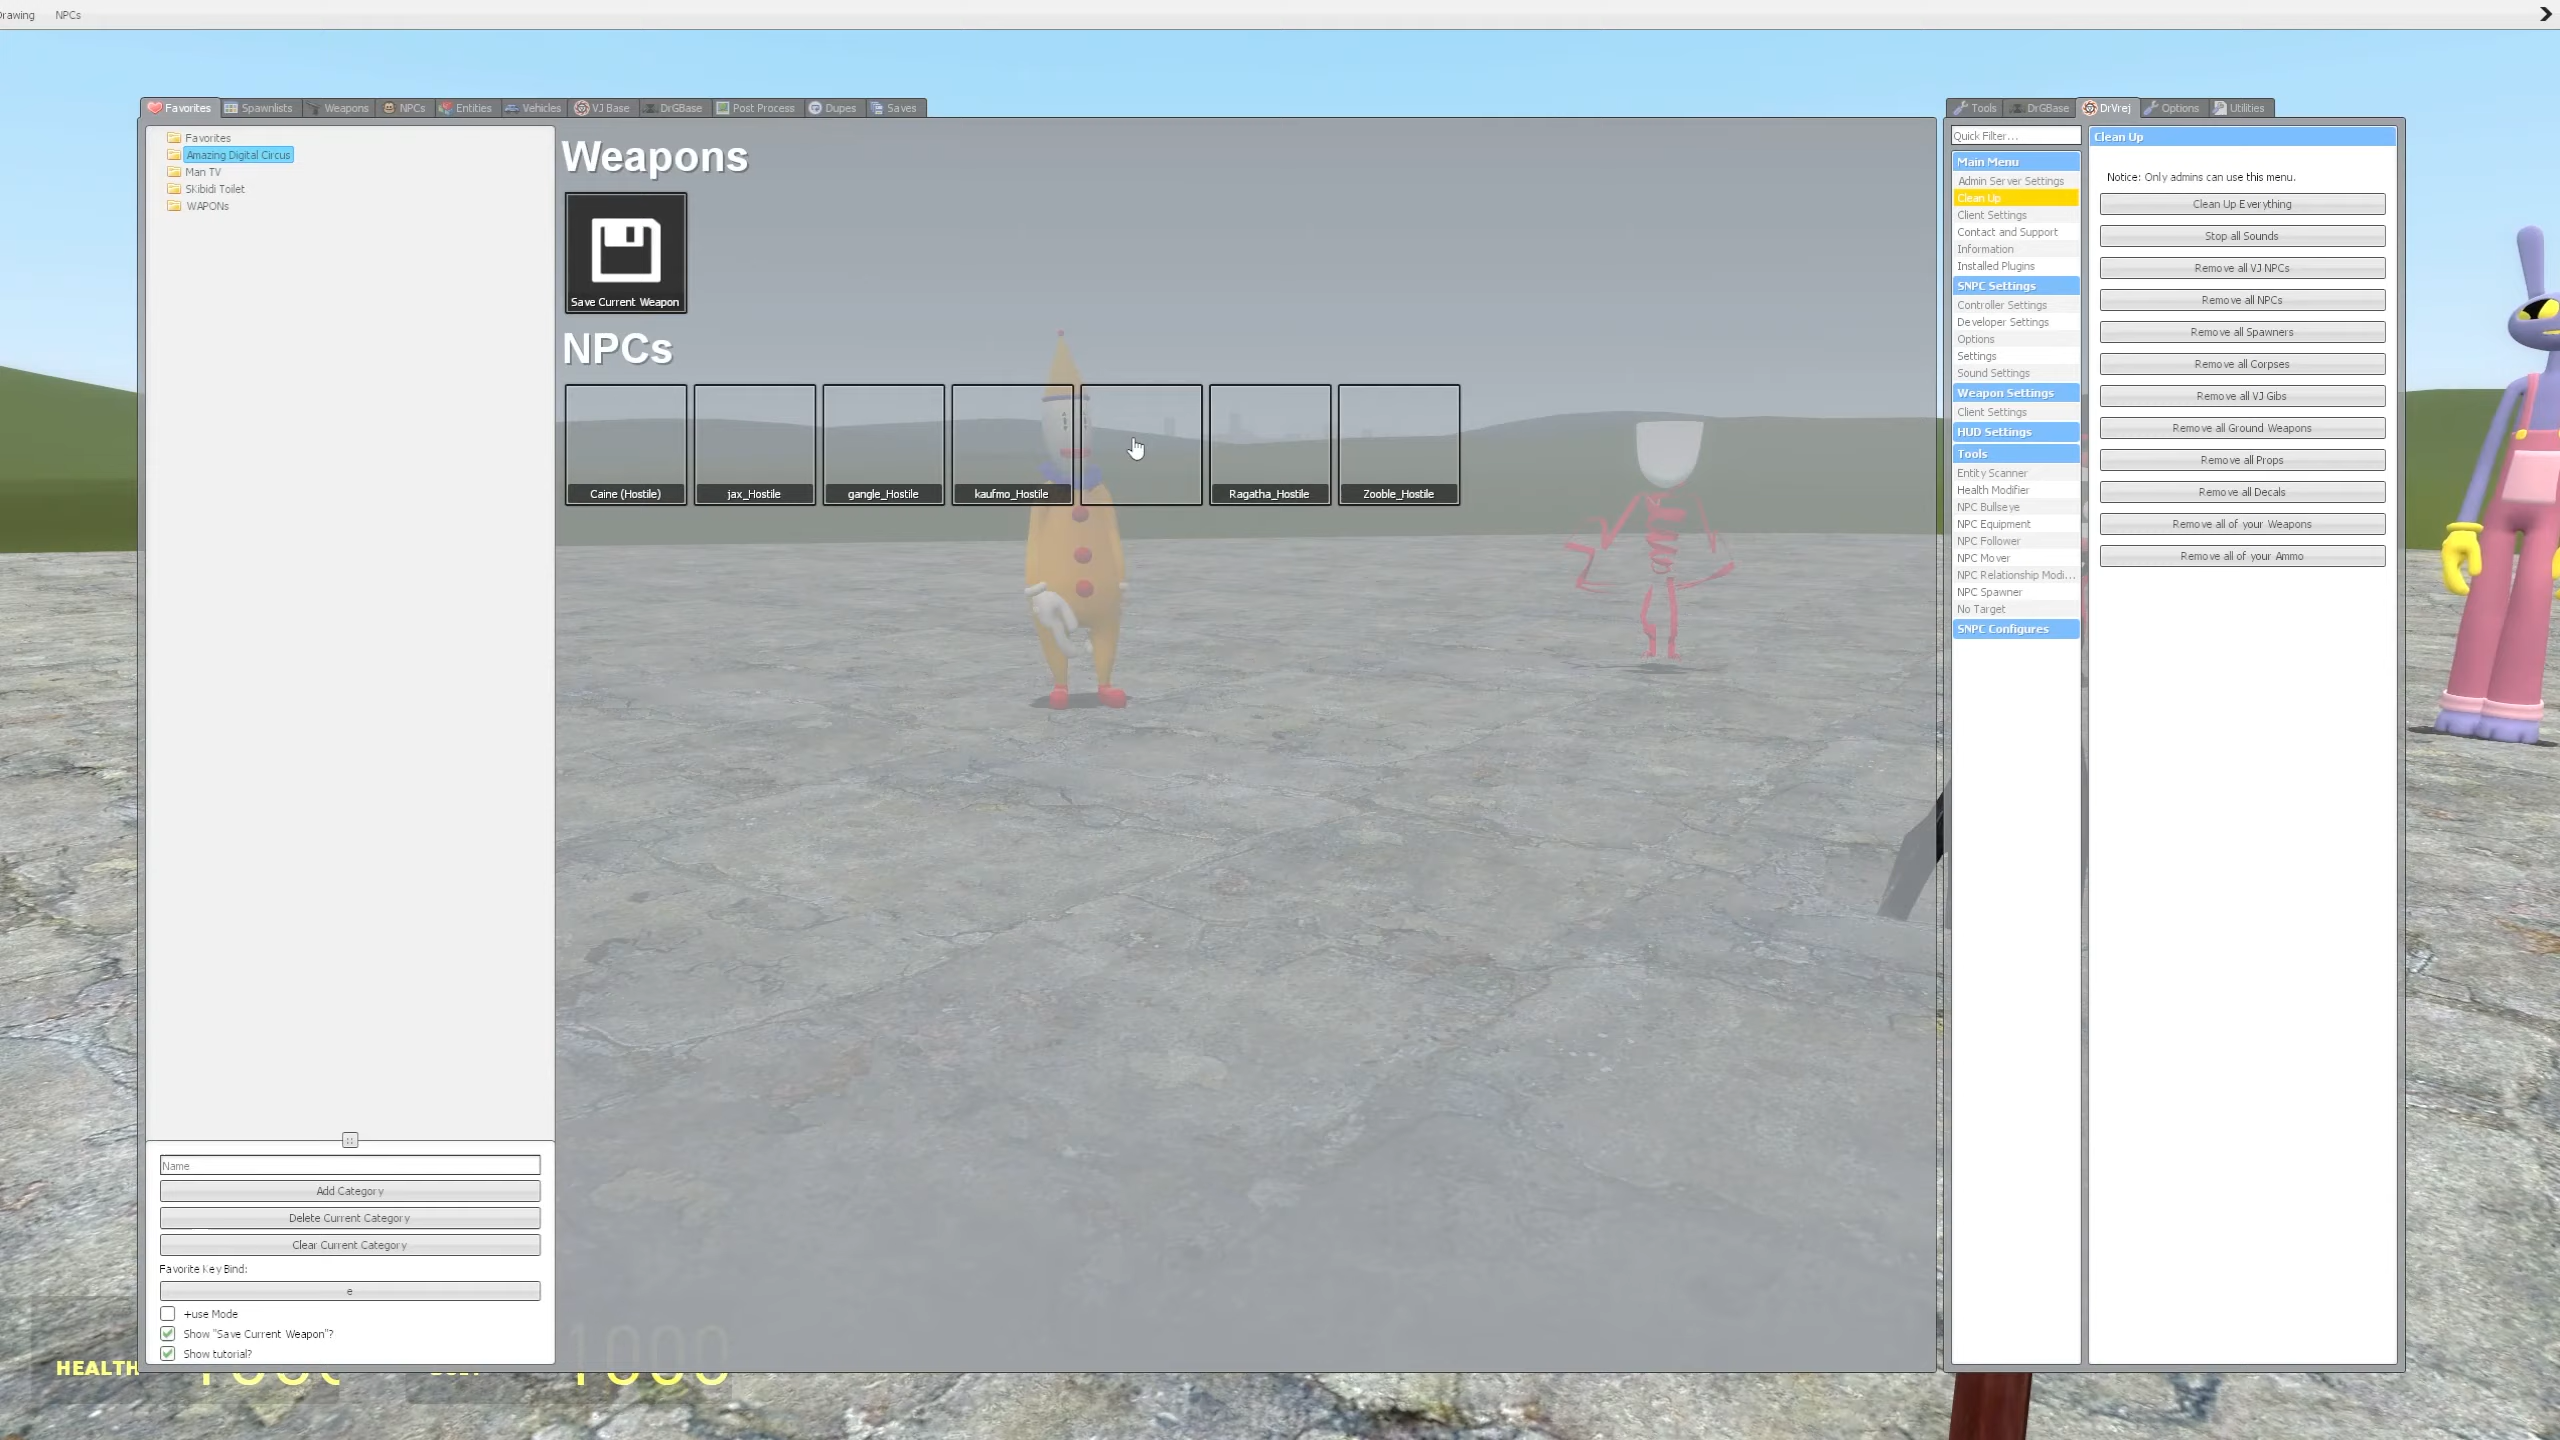 Drawing NPCs
Favorites Spawnlists Weapons NPCs Entities Vehicles VJ Base DrGBase Post Process Dupes Saves
Favorites
Amazing Digital Circus
Man TV
Skibidi Toilet
WAPONs
Weapons
Save Current Weapon
NPCs
Caine (Hostile)
jax_Hostile
gangle_Hostile
kaufmo_Hostile
Ragatha_Hostile
Zooble_Hostile
Name
Add Category
Delete Current Category
Clear Current Category
Favorite Key Bind:
e
+use Mode
Show "Save Current Weapon"?
Show tutorial?
HEALTH
1000
Tools DrGBase DrVrej Options Utilities
Quick Filter...
Main Menu
Admin Server Settings
Clean Up
Client Settings
Contact and Support
Information
Installed Plugins
SNPC Settings
Controller Settings
Developer Settings
Options
Settings
Sound Settings
Weapon Settings
Client Settings
HUD Settings
Tools
Entity Scanner
Health Modifier
NPC Bullseye
NPC Equipment
NPC Follower
NPC Mover
NPC Relationship Modi...
NPC Spawner
No Target
SNPC Configures
Clean Up
Notice: Only admins can use this menu.
Clean Up Everything
Stop all Sounds
Remove all VJ NPCs
Remove all NPCs
Remove all Spawners
Remove all Corpses
Remove all VJ Gibs
Remove all Ground Weapons
Remove all Props
Remove all Decals
Remove all of your Weapons
Remove all of your Ammo